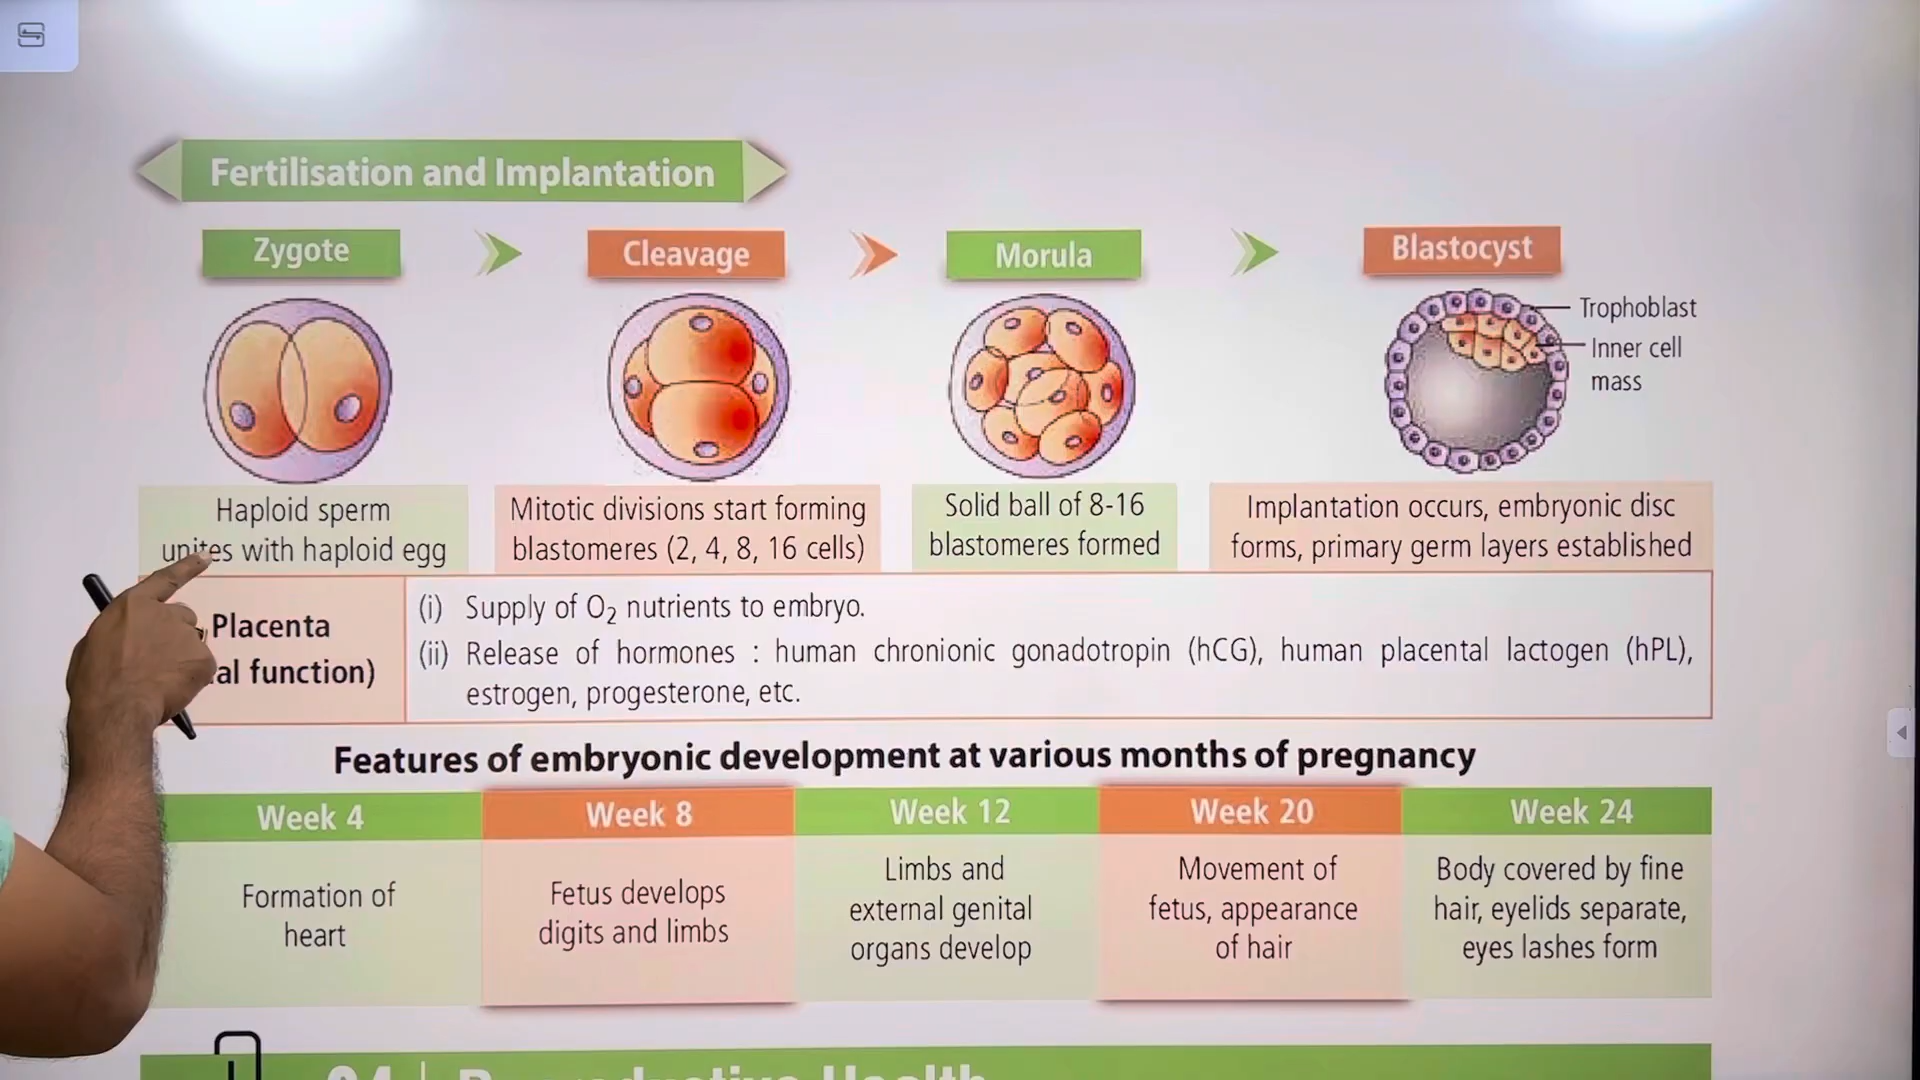 Fertilisation and Implantation
Zygote
Cleavage
Morula
Blastocyst
Trophoblast
Inner cell
mass
Haploid sperm
unites with haploid egg
Mitotic divisions start forming
blastomeres (2, 4, 8, 16 cells)
Solid ball of 8-16
blastomeres formed
Implantation occurs, embryonic disc
forms, primary germ layers established
Placenta
al function)
(i) Supply of O₂ nutrients to embryo.
(ii) Release of hormones : human chronionic gonadotropin (hCG), human placental lactogen (hPL),
estrogen, progesterone, etc.
Features of embryonic development at various months of pregnancy
Week 4
Week 8
Week 12
Week 20
Week 24
Formation of
heart
Fetus develops
digits and limbs
Limbs and
external genital
organs develop
Movement of
fetus, appearance
of hair
Body covered by fine
hair, eyelids separate,
eyes lashes form
Reproductive Health